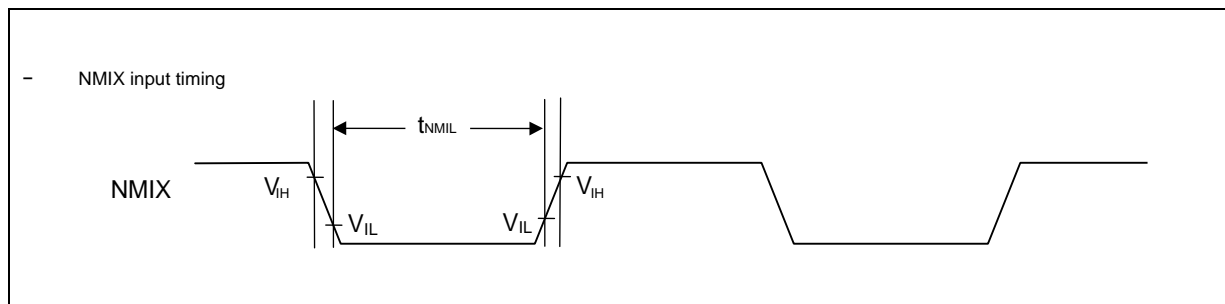 – NMIX input timing
tNMIL
NMIX
VIH
VIL
VIL
VIH